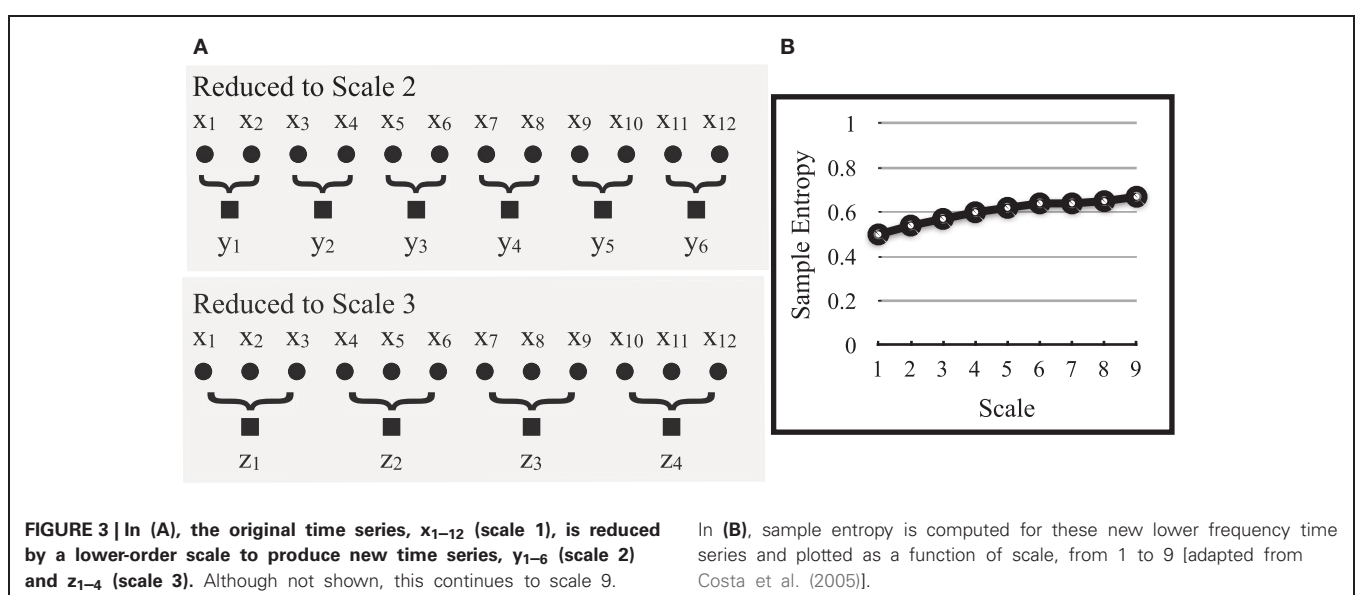 A
Reduced to Scale 2
x1 x2 x3 x4 x5 x6 x7 x8 x9 x10 x11 x12
y1 y2 y3 y4 y5 y6
Reduced to Scale 3
x1 x2 x3 x4 x5 x6 x7 x8 x9 x10 x11 x12
z1 z2 z3 z4
B
Sample Entropy
1
0.8
0.6
0.4
0.2
0
1 2 3 4 5 6 7 8 9
Scale
FIGURE 3 | In (A), the original time series, x1–12 (scale 1), is reduced
by a lower-order scale to produce new time series, y1–6 (scale 2)
and z1–4 (scale 3). Although not shown, this continues to scale 9.
In (B), sample entropy is computed for these new lower frequency time
series and plotted as a function of scale, from 1 to 9 [adapted from
Costa et al. (2005)].